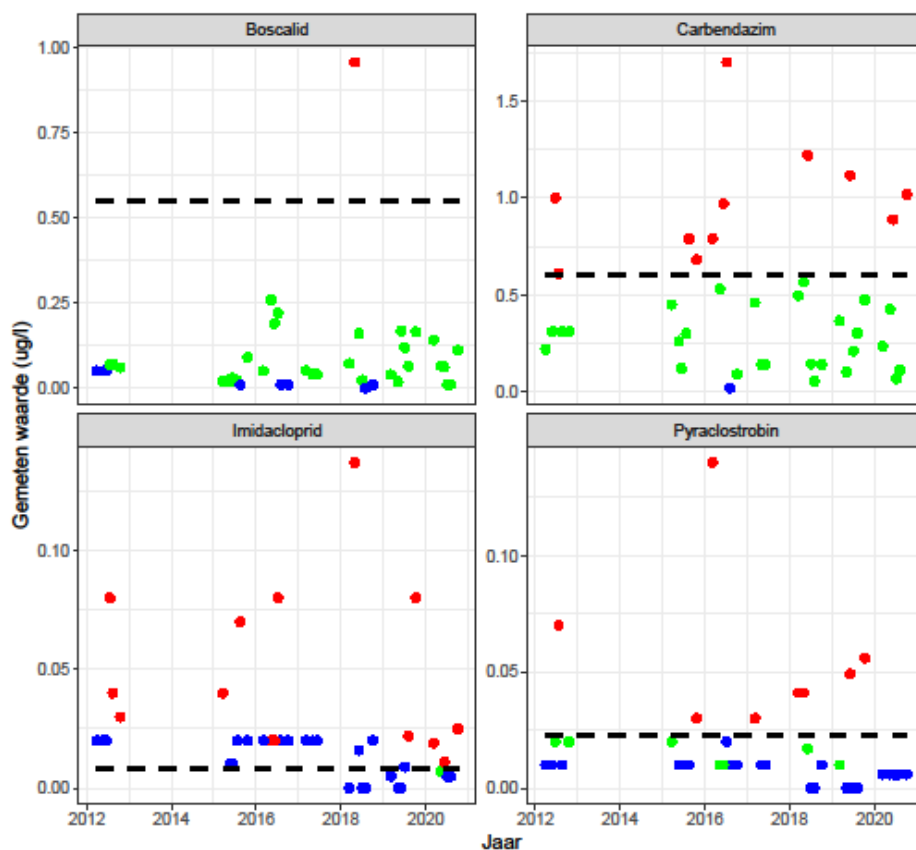 Boscalid
Carbendazim
1.00
0.75
0.50
0.25
0.00
1.5
1.0
0.5
0.0
Gemeten waarde (ug/l)
Imidacloprid
Pyraclostrobin
0.10
0.05
0.00
0.10
0.05
0.00
2012 2014 2016 2018 2020
2012 2014 2016 2018 2020
Jaar